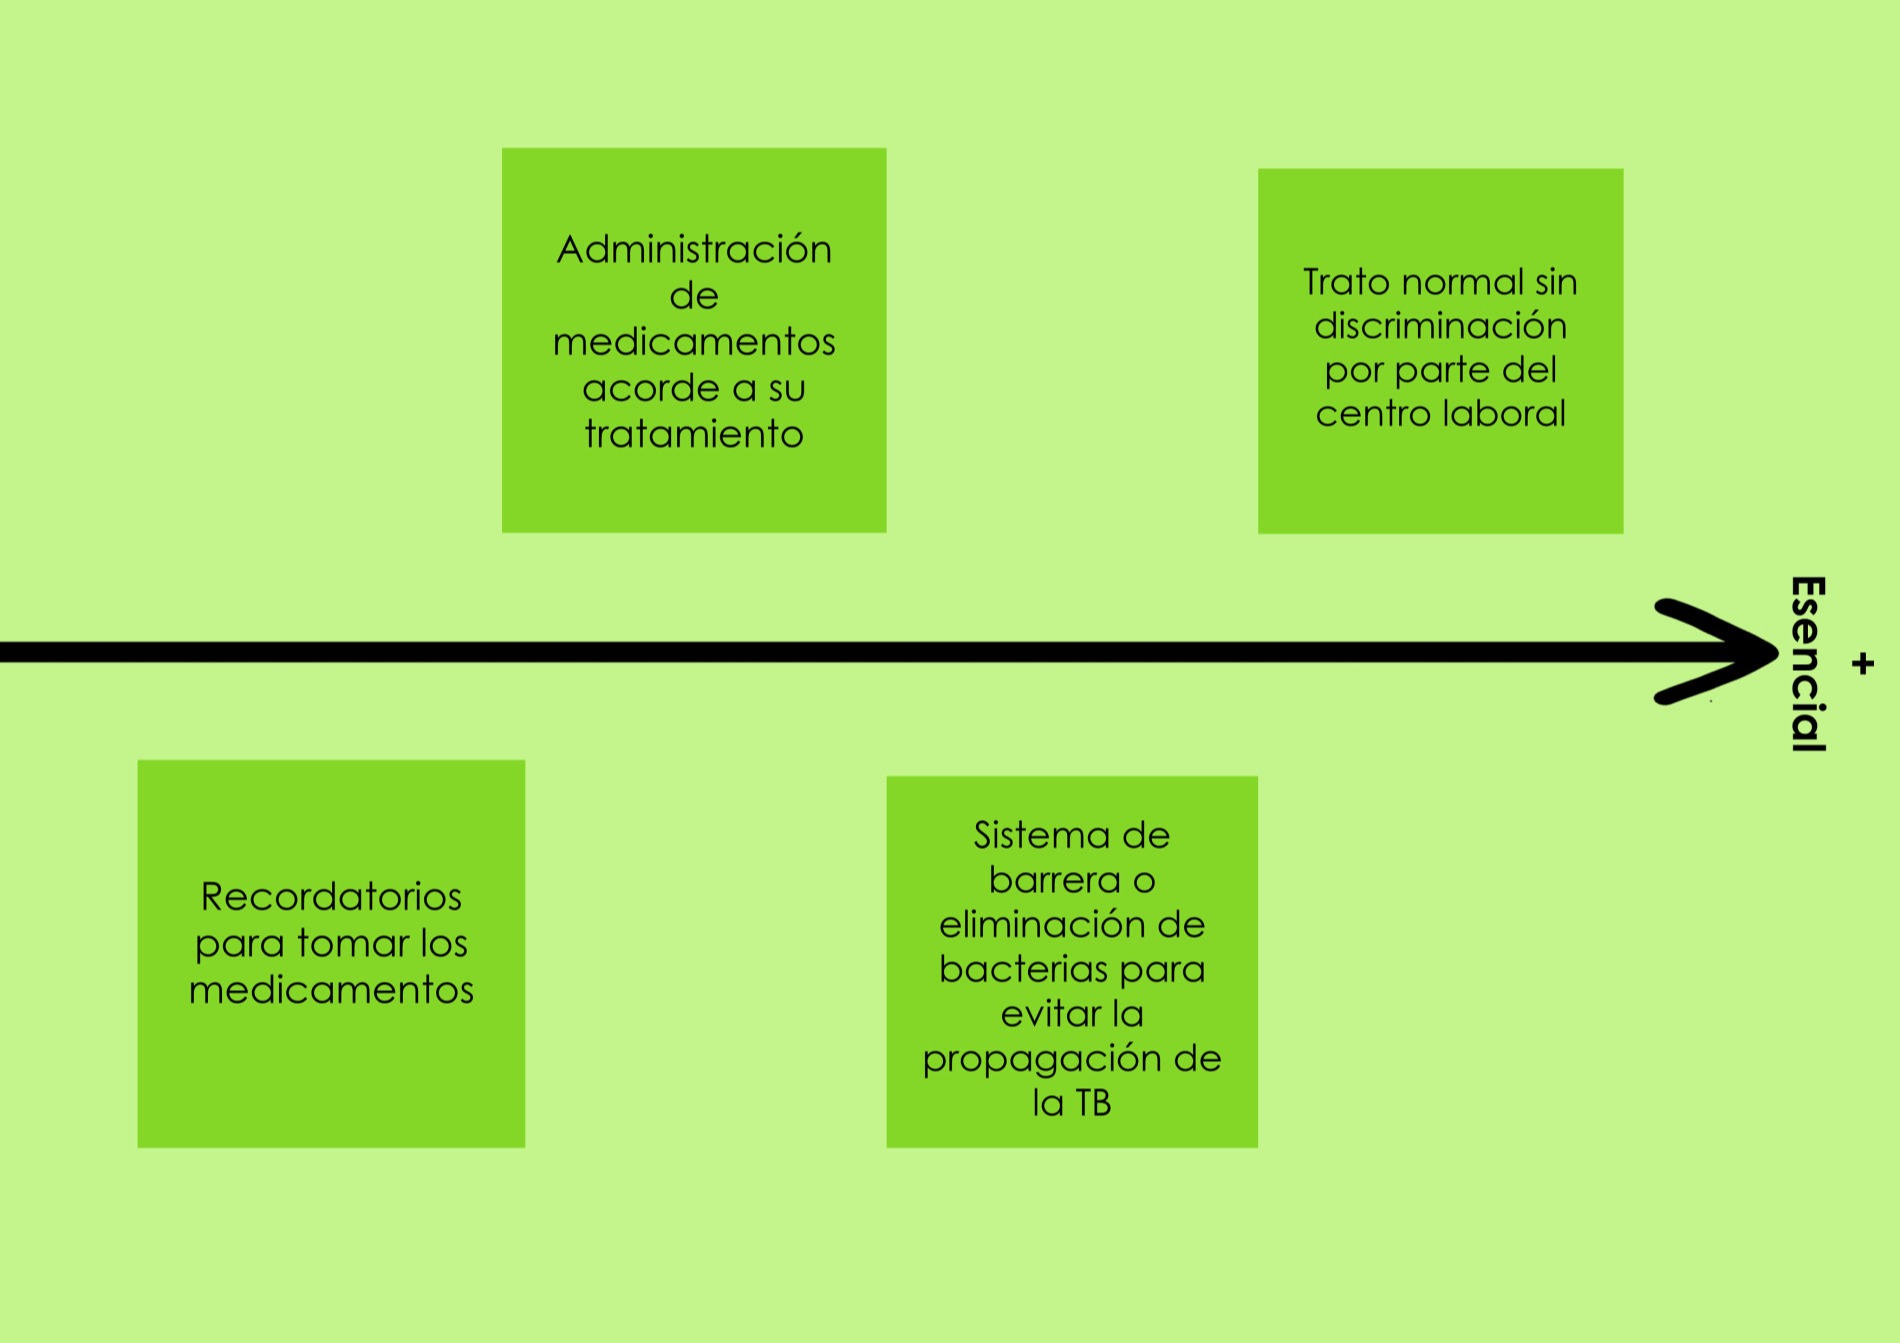 Administración
de
medicamentos
acorde a su
tratamiento
Trato normal sin
discriminación
por parte del
centro laboral
+
Esencial
Recordatorios
para tomar los
medicamentos
Sistema de
barrera o
eliminación de
bacterias para
evitar la
propagación de
la TB